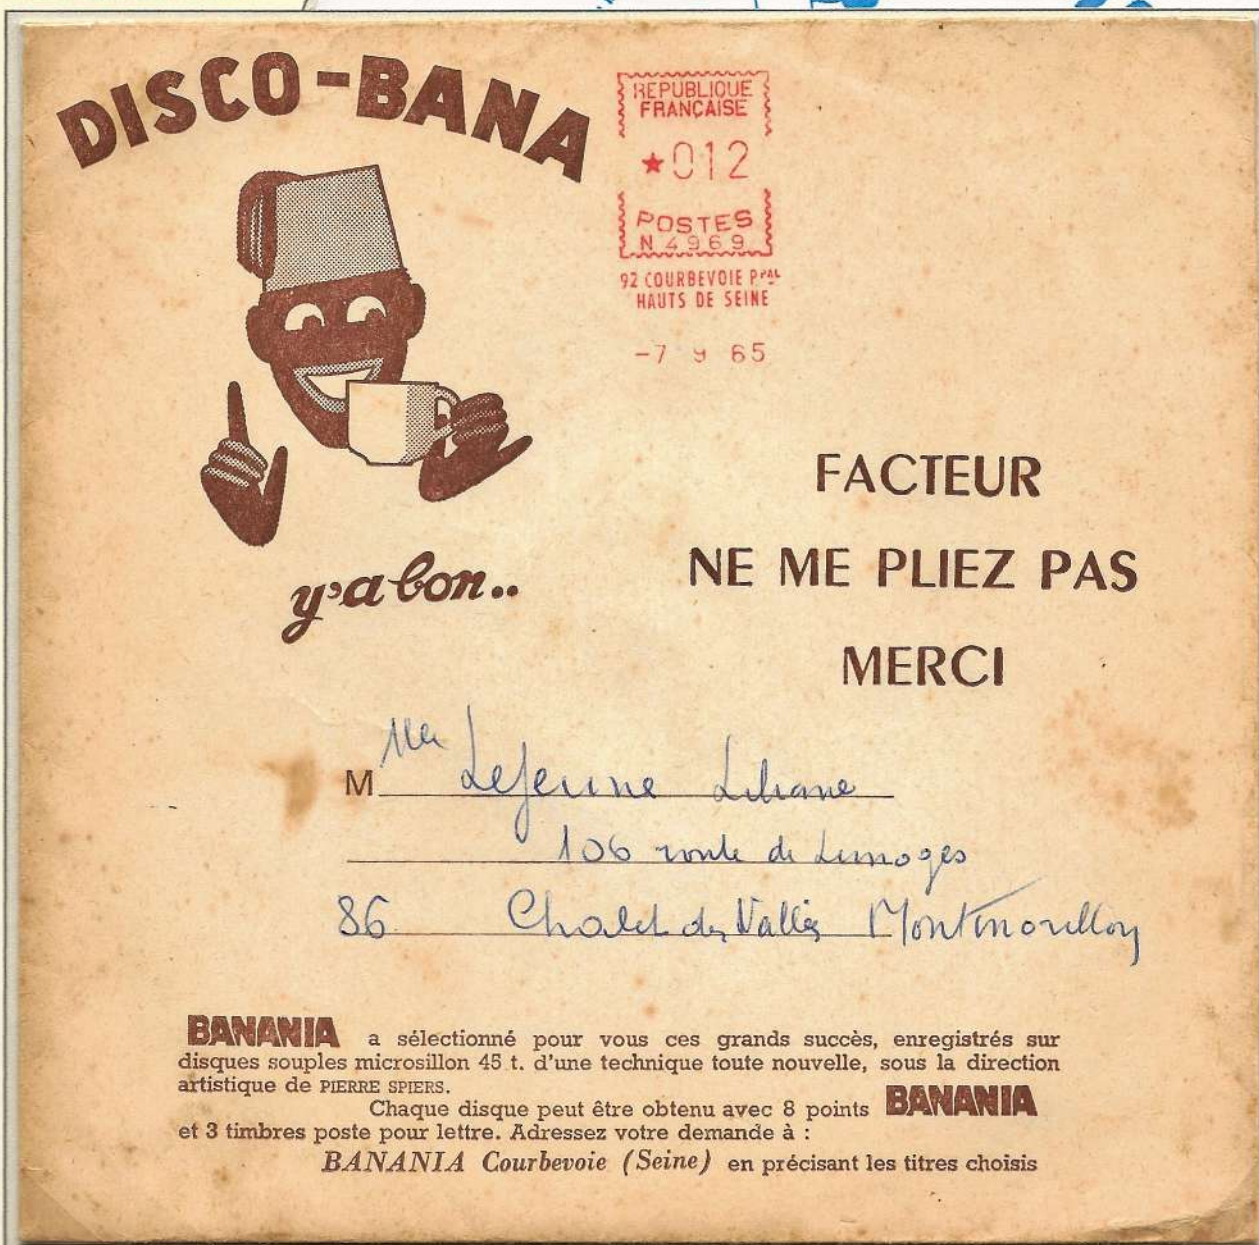 DISCO-BANA
REPUBLIQUE
FRANÇAISE
★012
POSTES
N 4969
92 COURBEVOIE PPAL
HAUTS DE SEINE
-7 9 65
y'a bon..
FACTEUR
NE ME PLIEZ PAS
MERCI
M lle Lejeune Liliane
106 route de Limoges
86 Chalet des Vallées Montmorillon
BANANIA a sélectionné pour vous ces grands succès, enregistrés sur
disques souples microsillon 45 t. d'une technique toute nouvelle, sous la direction
artistique de PIERRE SPIERS.
Chaque disque peut être obtenu avec 8 points BANANIA
et 3 timbres poste pour lettre. Adressez votre demande à :
BANANIA Courbevoie (Seine) en précisant les titres choisis